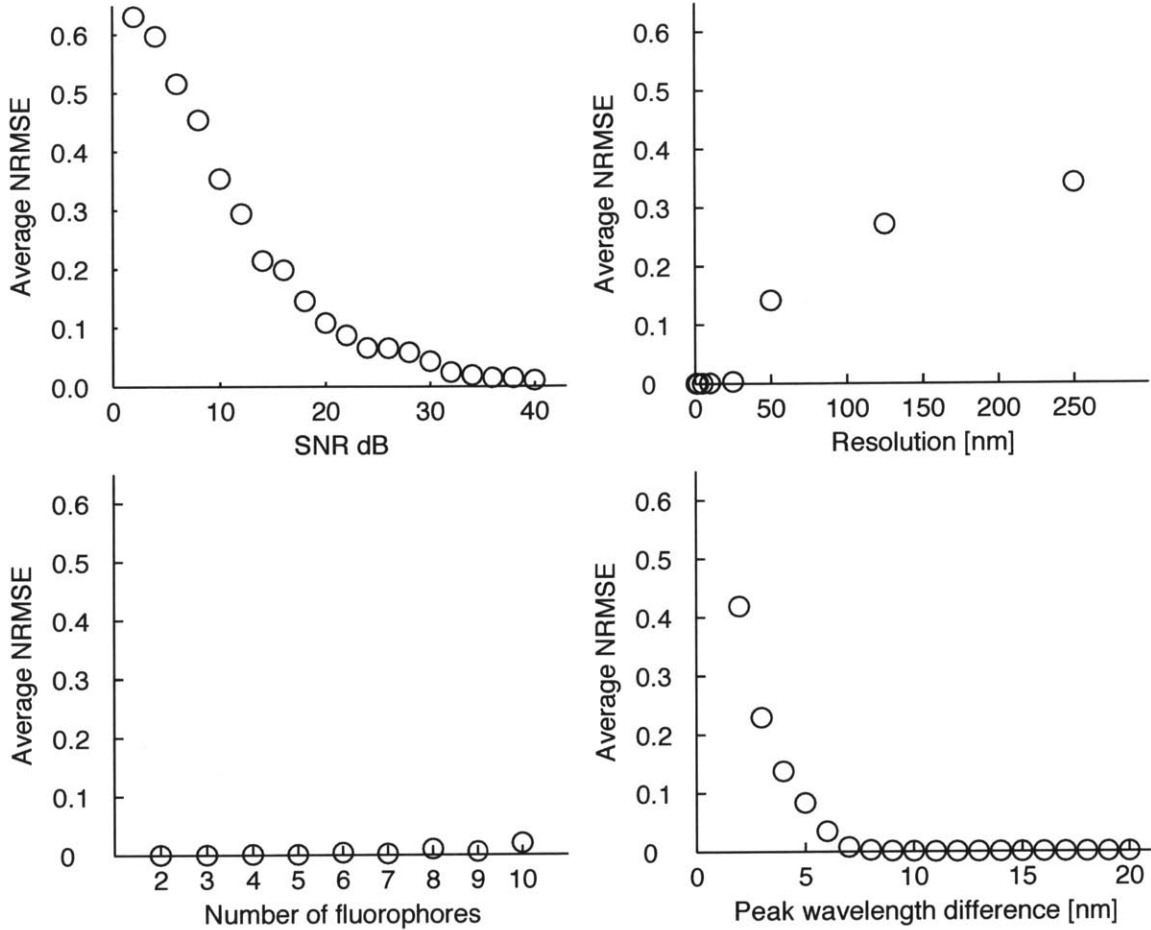 Average NRMSE
0.6
0.5
0.4
0.3
0.2
0.1
0.0
0 10 20 30 40
SNR dB
Average NRMSE
0.6
0.5
0.4
0.3
0.2
0.1
0
0 50 100 150 200 250
Resolution [nm]
Average NRMSE
0.6
0.5
0.4
0.3
0.2
0.1
0
2 3 4 5 6 7 8 9 10
Number of fluorophores
Average NRMSE
0.6
0.5
0.4
0.3
0.2
0.1
0
0 5 10 15 20
Peak wavelength difference [nm]